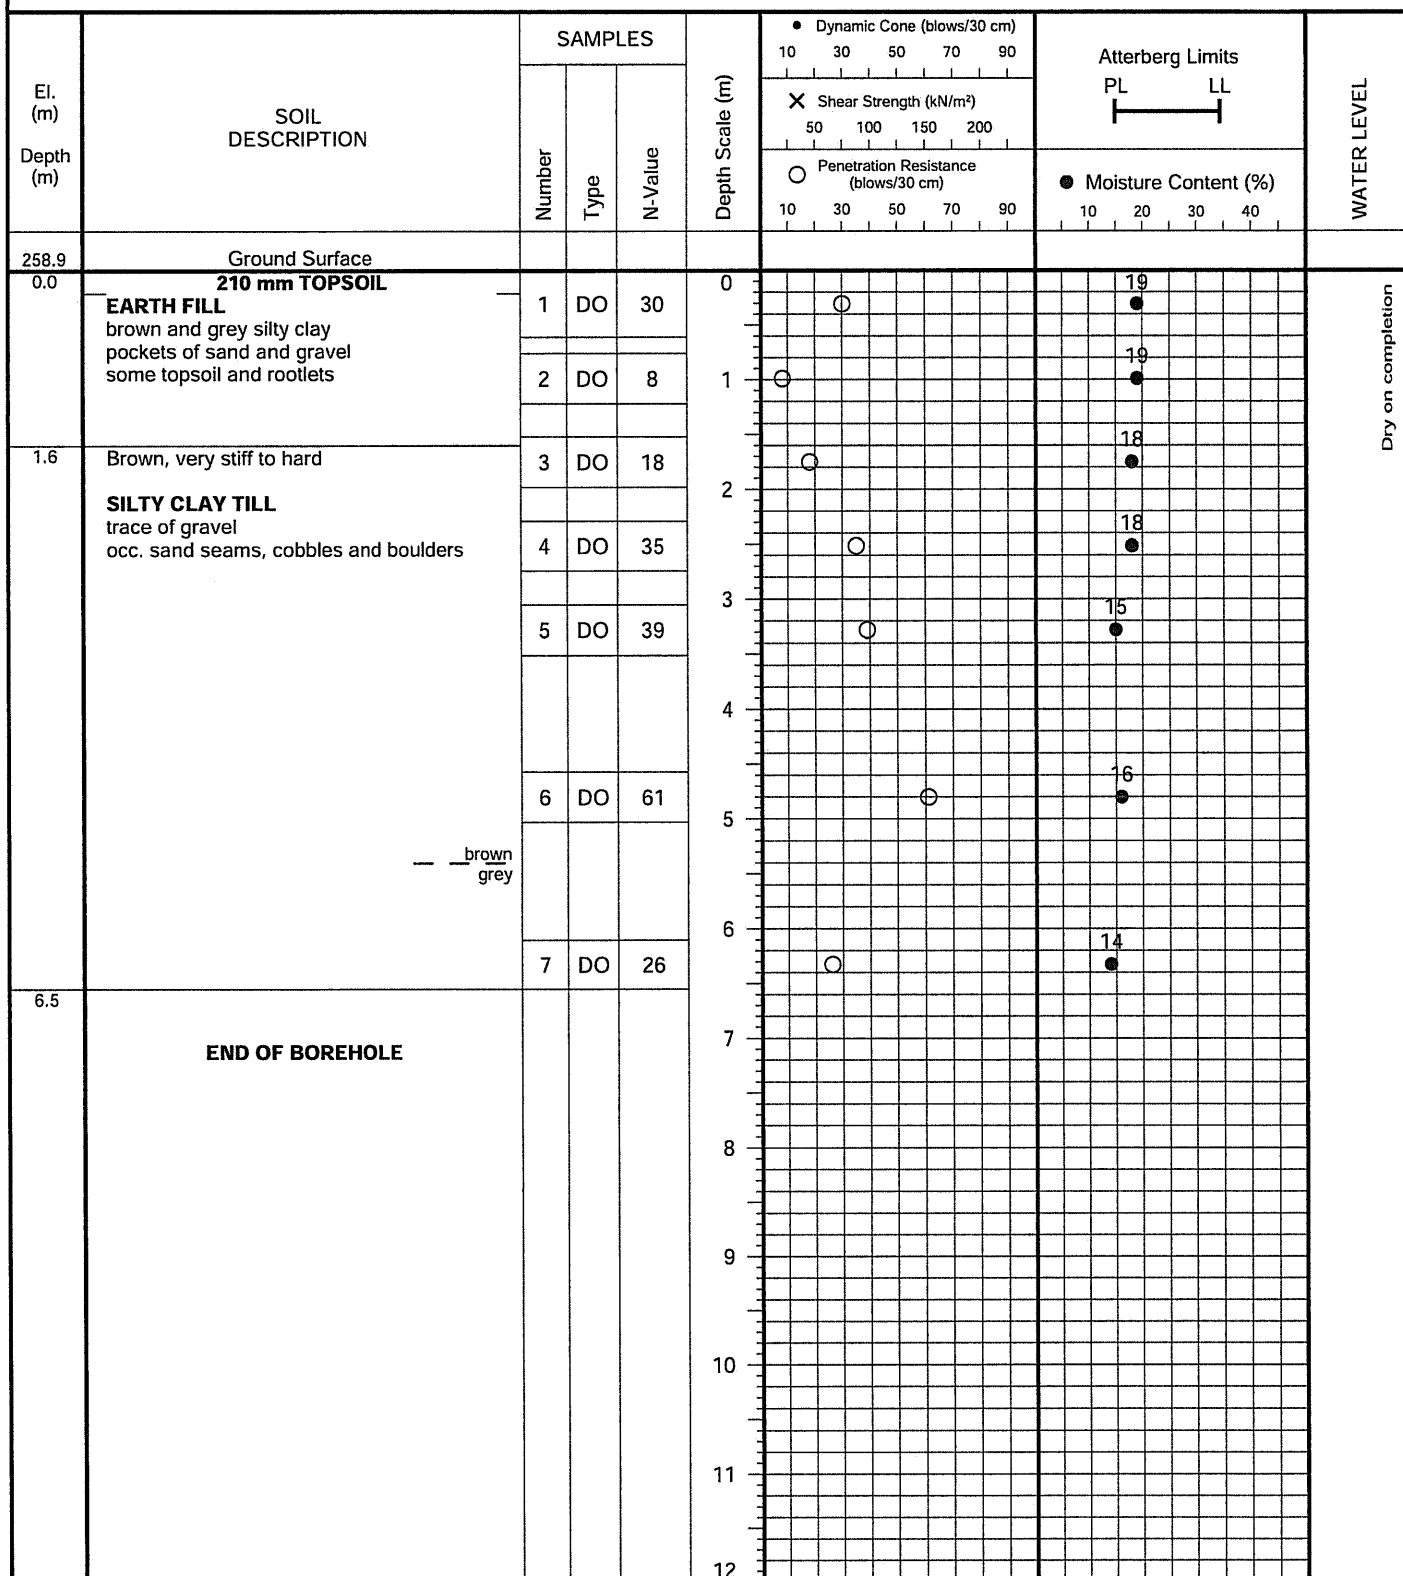 El.
(m)
Depth
(m)
SOIL
DESCRIPTION
SAMPLES
Number
Type
N-Value
Depth Scale (m)
● Dynamic Cone (blows/30 cm)
10 30 50 70 90
✕ Shear Strength (kN/m²)
50 100 150 200
○ Penetration Resistance
(blows/30 cm)
10 30 50 70 90
Atterberg Limits
PL LL
● Moisture Content (%)
10 20 30 40
WATER LEVEL
258.9 Ground Surface
0.0 210 mm TOPSOIL 0
EARTH FILL
brown and grey silty clay
pockets of sand and gravel
some topsoil and rootlets
1 DO 30 19
2 DO 8 1 19
Dry on completion
1.6 Brown, very stiff to hard 3 DO 18 18
2
SILTY CLAY TILL
trace of gravel
occ. sand seams, cobbles and boulders
4 DO 35 18
3
5 DO 39 15
4
6 DO 61 16
5
brown
grey
6
7 DO 26 14
6.5
7
END OF BOREHOLE
8
9
10
11
12